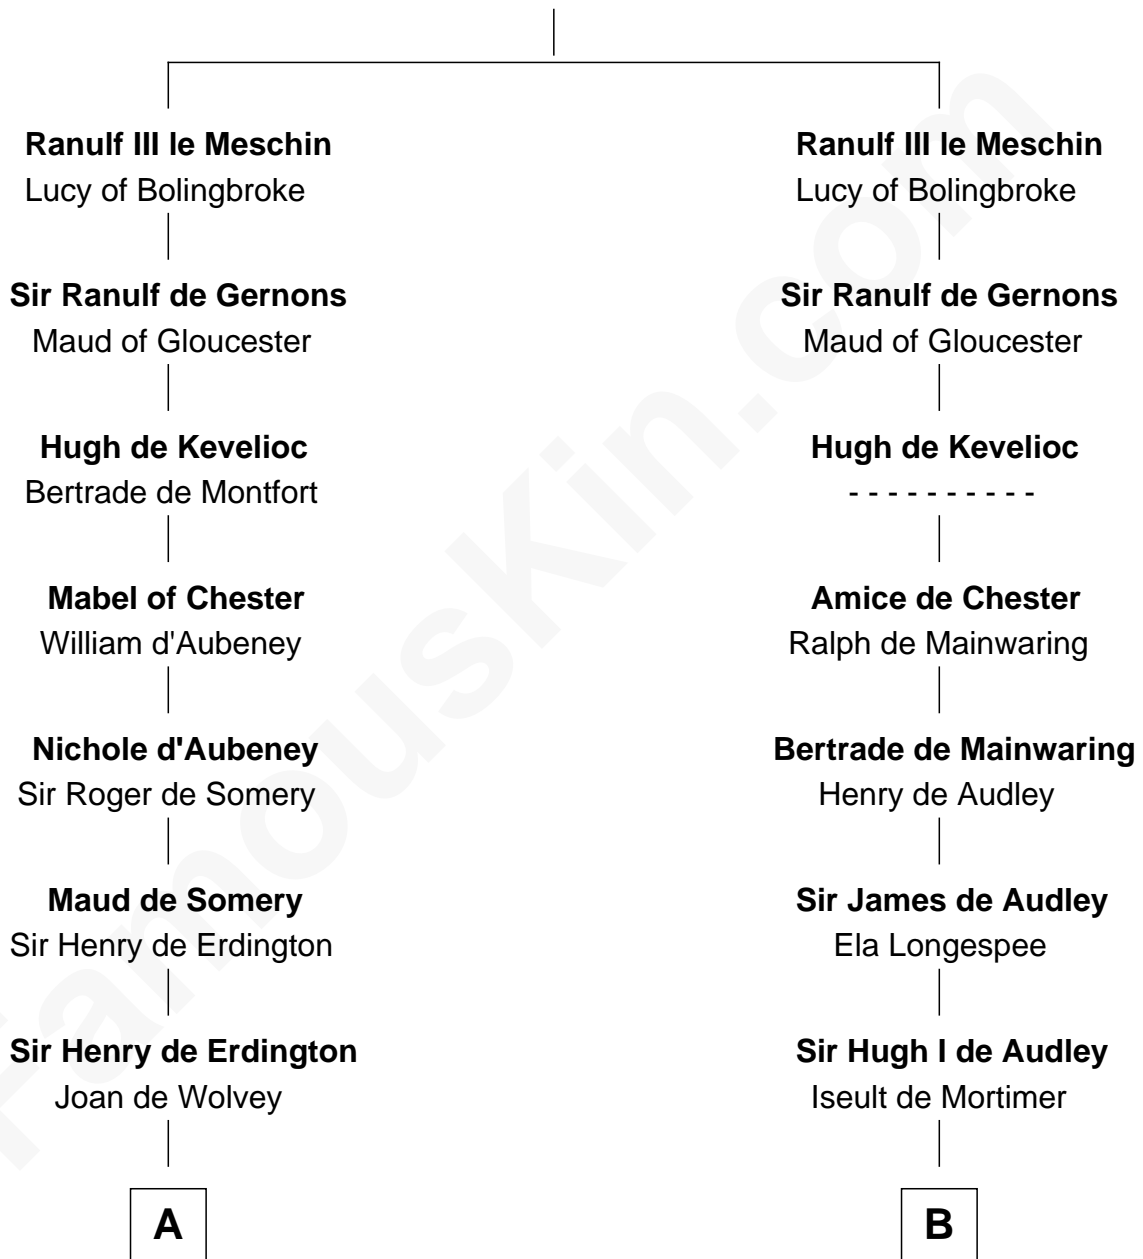 Ranulf III le Meschin
Lucy of Bolingbroke
Sir Ranulf de Gernons
Maud of Gloucester
Hugh de Kevelioc
Bertrade de Montfort
Mabel of Chester
William d'Aubeney
Nichole d'Aubeney
Sir Roger de Somery
Maud de Somery
Sir Henry de Erdington
Sir Henry de Erdington
Joan de Wolvey
A
Ranulf III le Meschin
Lucy of Bolingbroke
Sir Ranulf de Gernons
Maud of Gloucester
Hugh de Kevelioc
- - - - - - - - - -
Amice de Chester
Ralph de Mainwaring
Bertrade de Mainwaring
Henry de Audley
Sir James de Audley
Ela Longespee
Sir Hugh I de Audley
Iseult de Mortimer
B
FamousKin.com